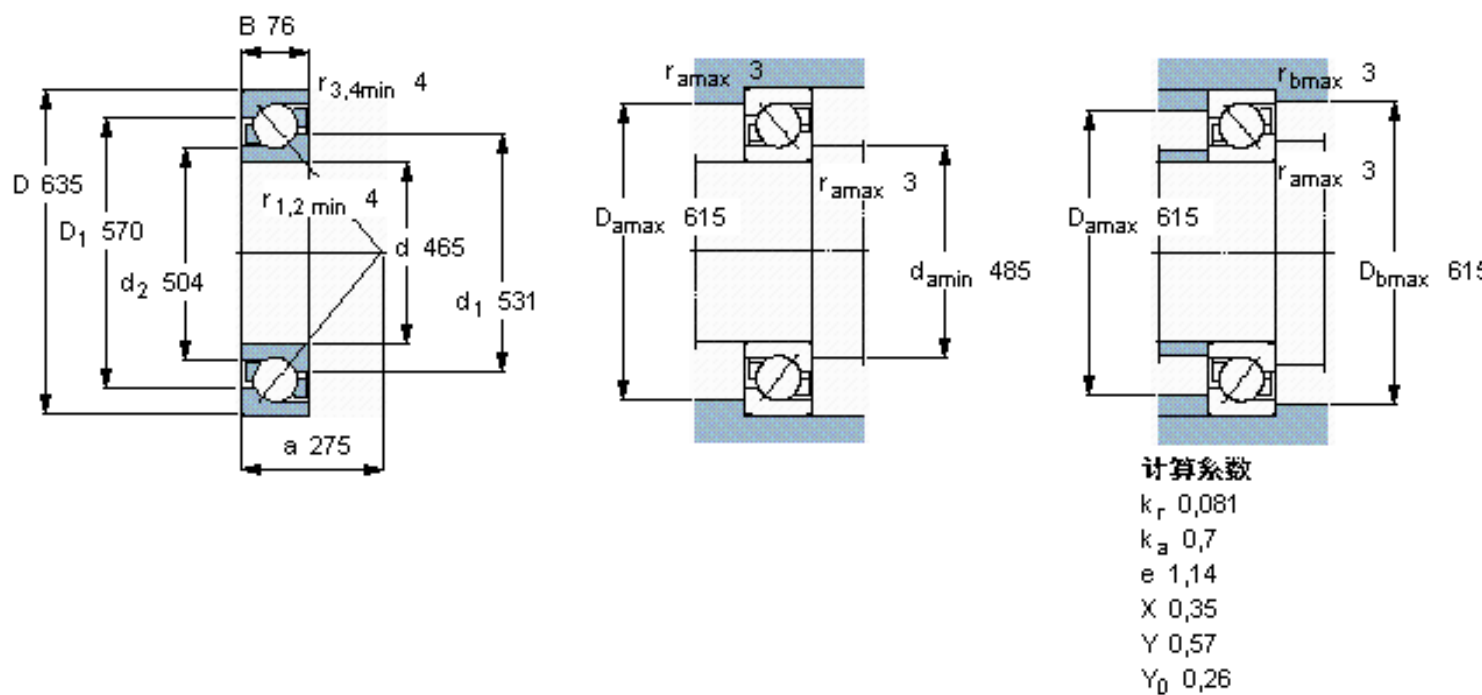 B 76
r3,4min 4
D 635
D1 570
d2 504
r1,2 min 4
d 465
d1 531
a 275
ramax 3
ramax 3
Damax 615
damin 485
rbmax 3
ramax 3
Damax 615
Dbmax 615
计算系数
kr 0,081
ka 0,7
e 1,14
X 0,35
Y 0,57
Y0 0,26